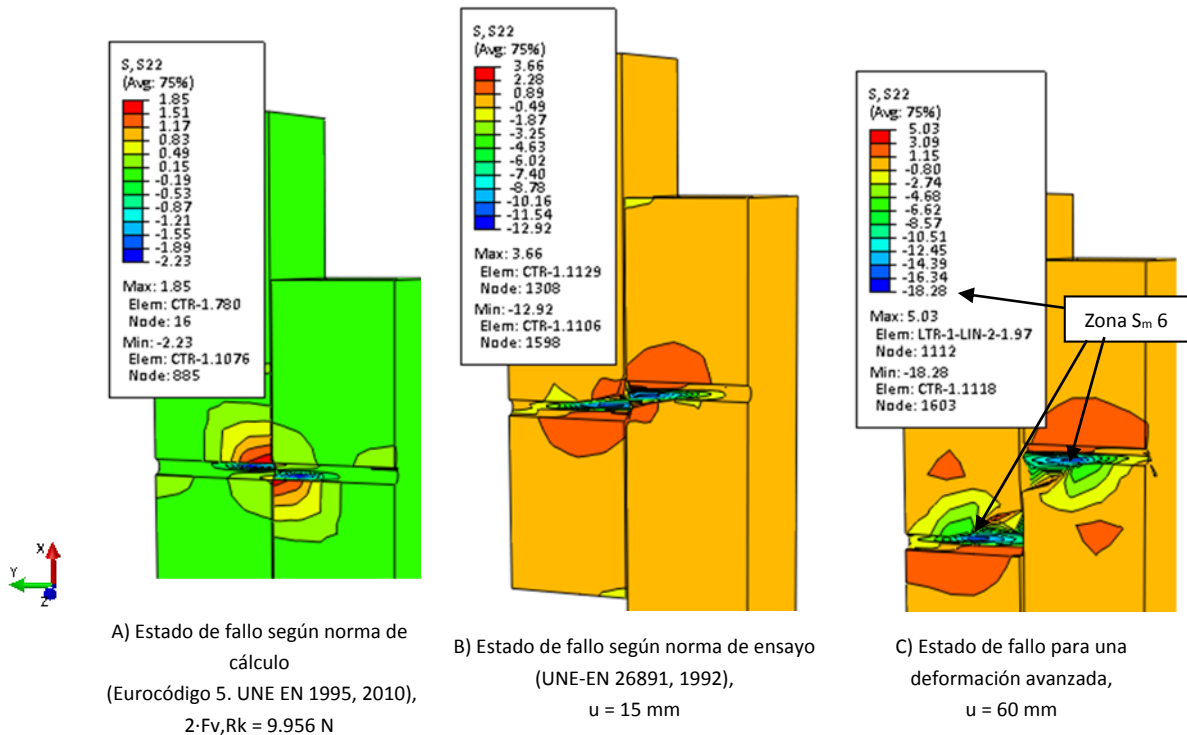 S, S22
(Avg: 75%)
1.85
1.51
1.17
0.83
0.49
0.15
-0.19
-0.53
-0.87
-1.21
-1.55
-1.89
-2.23
Max: 1.85
Elem: CTR-1.780
Node: 16
Min: -2.23
Elem: CTR-1.1076
Node: 885
S, S22
(Avg: 75%)
3.66
2.28
0.89
-0.49
-1.87
-3.25
-4.63
-6.02
-7.40
-8.78
-10.16
-11.54
-12.92
Max: 3.66
Elem: CTR-1.1129
Node: 1308
Min: -12.92
Elem: CTR-1.1106
Node: 1598
S, S22
(Avg: 75%)
5.03
3.09
1.15
-0.80
-2.74
-4.68
-6.62
-8.57
-10.51
-12.45
-14.39
-16.34
-18.28
Max: 5.03
Elem: LTR-1-LIN-2-1.97
Node: 1112
Min: -18.28
Elem: CTR-1.1118
Node: 1603
Zona Sm 6
X
Y
Z
A) Estado de fallo según norma de
cálculo
(Eurocódigo 5. UNE EN 1995, 2010),
2·Fv,Rk = 9.956 N
B) Estado de fallo según norma de ensayo
(UNE-EN 26891, 1992),
u = 15 mm
C) Estado de fallo para una
deformación avanzada,
u = 60 mm